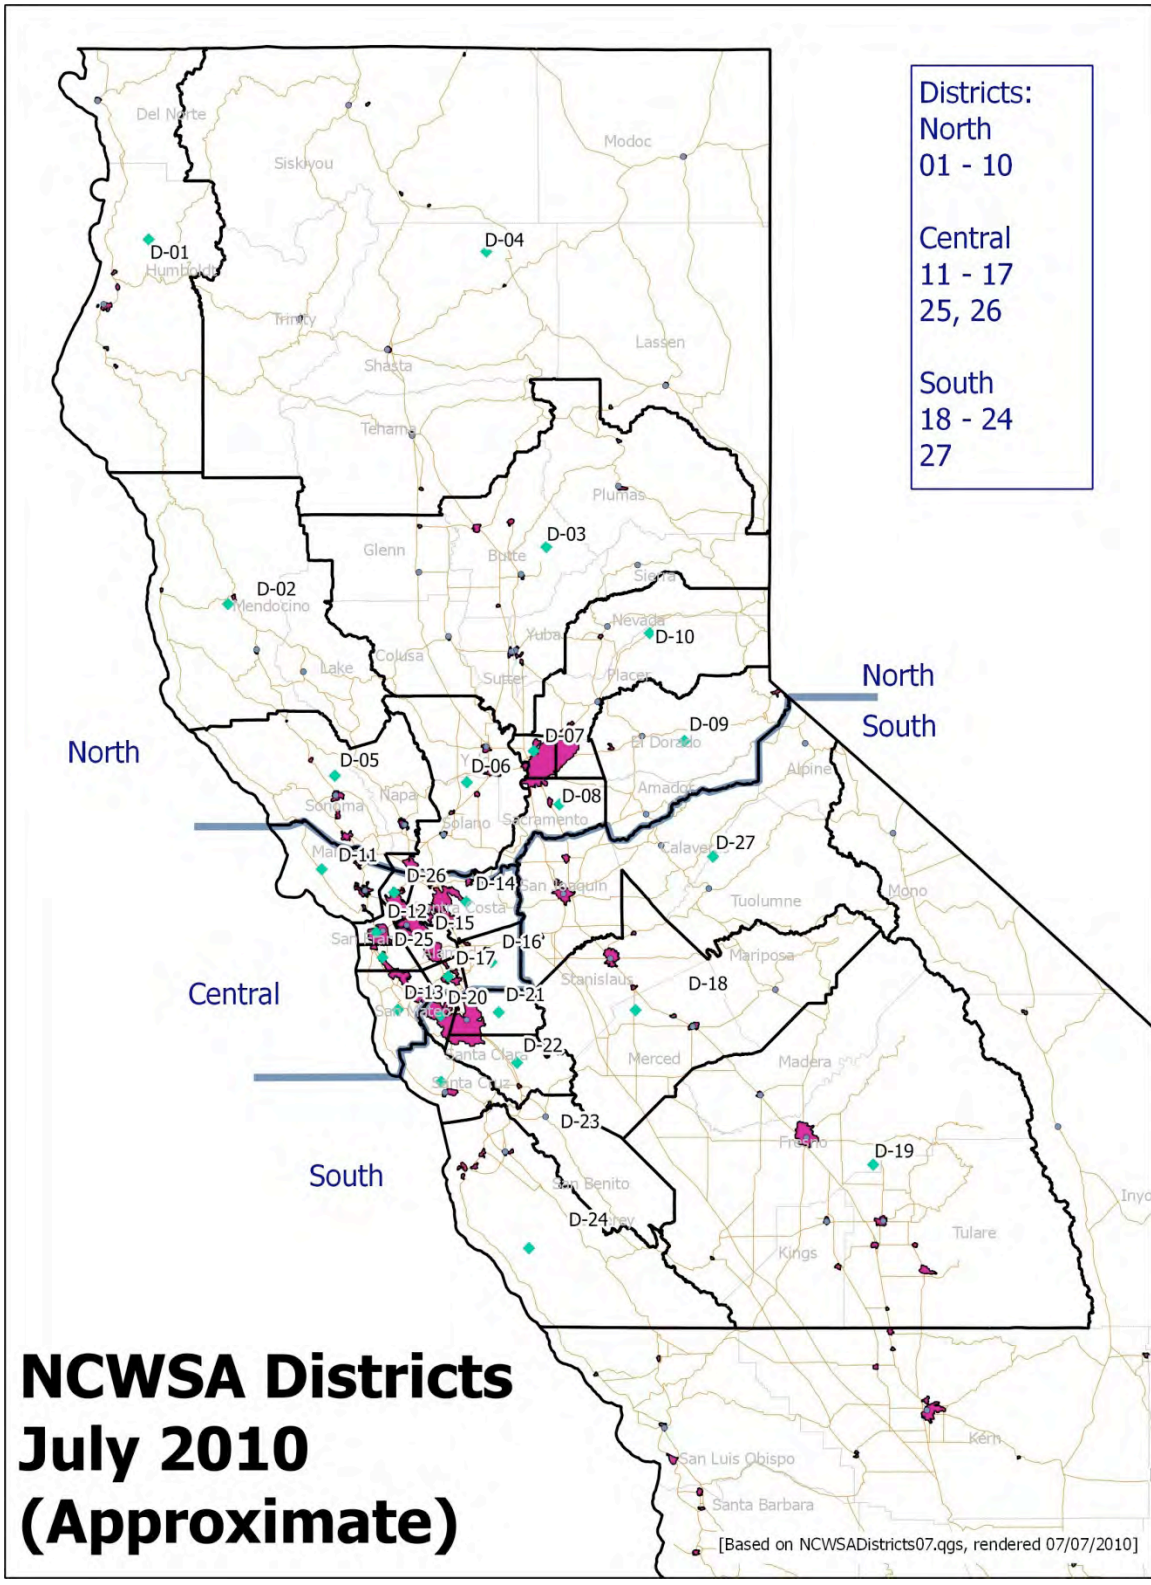 Districts:
North
01 - 10
Central
11 - 17
25, 26
South
18 - 24
27
Del Norte
Siskiyou
Modoc
D-01
Humboldt
D-04
Trinity
Lassen
Shasta
Tehama
Plumas
Glenn
D-03
Butte
Sierra
D-02
Mendocino
Nevada
D-10
Yuba
Lake
Colusa
Sutter
Placer
North
South
D-09
El Dorado
D-07
North
D-05
D-06
Alpine
Napa
Sonoma
Amador
D-08
Solano
Sacramento
Calaveras
D-27
D-11
D-26
D-14
San Joaquin
Mono
Tuolumne
D-12
D-15
D-25
D-16
D-17
Mariposa
Stanislaus
D-18
Central
D-13
D-20
D-21
San Mateo
D-22
Santa Clara
Merced
Madera
Santa Cruz
D-23
Fresno
D-19
South
San Benito
D-24
Tulare
Kings
NCWSA Districts
July 2010
(Approximate)
Kern
San Luis Obispo
Santa Barbara
[Based on NCWSADistricts07.qgs, rendered 07/07/2010]